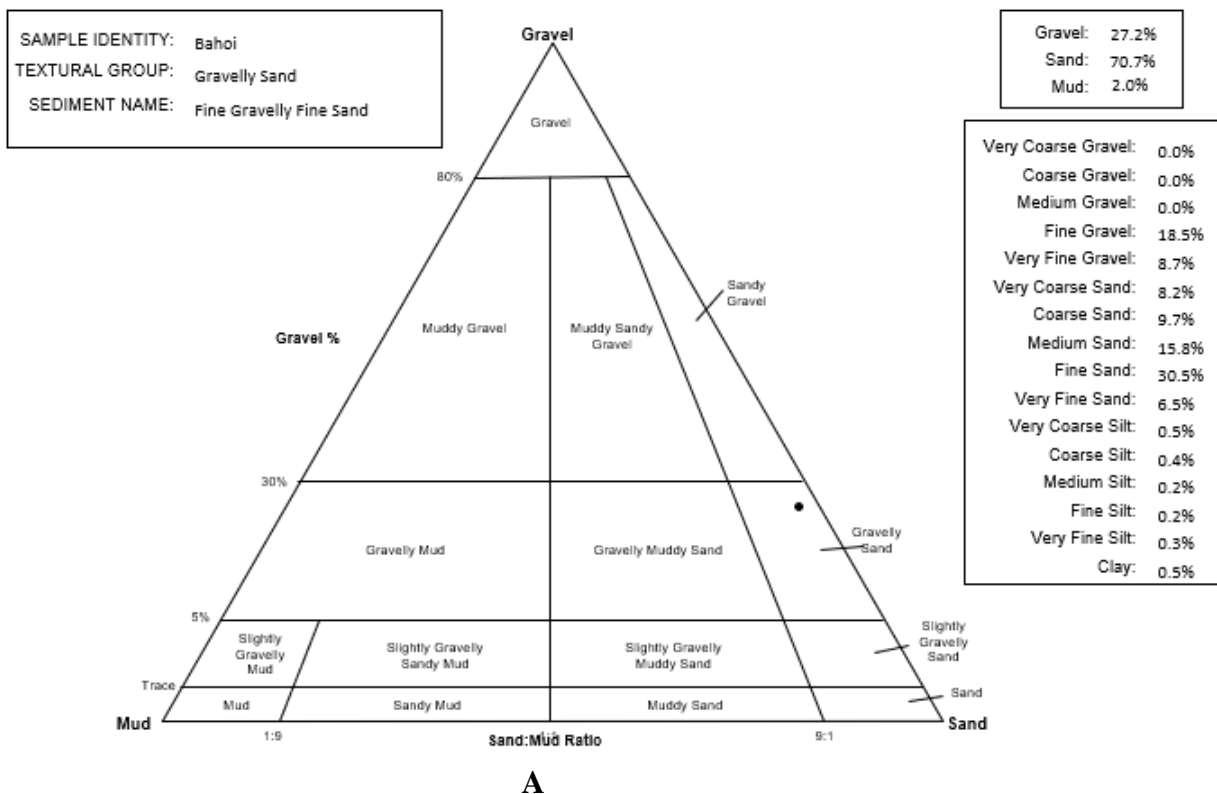 SAMPLE IDENTITY: Bahoi
TEXTURAL GROUP: Gravelly Sand
SEDIMENT NAME: Fine Gravelly Fine Sand
Gravel: 27.2%
Sand: 70.7%
Mud: 2.0%
Very Coarse Gravel: 0.0%
Coarse Gravel: 0.0%
Medium Gravel: 0.0%
Fine Gravel: 18.5%
Very Fine Gravel: 8.7%
Very Coarse Sand: 8.2%
Coarse Sand: 9.7%
Medium Sand: 15.8%
Fine Sand: 30.5%
Very Fine Sand: 6.5%
Very Coarse Silt: 0.5%
Coarse Silt: 0.4%
Medium Silt: 0.2%
Fine Silt: 0.2%
Very Fine Silt: 0.3%
Clay: 0.5%
Gravel
Gravel
80%
Sandy
Gravel
Muddy Gravel
Muddy Sandy
Gravel
Gravel %
30%
Gravelly Mud
Gravelly Muddy Sand
Gravelly
Sand
5%
Slightly
Gravelly
Mud
Slightly Gravelly
Sandy Mud
Slightly Gravelly
Muddy Sand
Slightly
Gravelly
Sand
Trace
Mud
Sandy Mud
Muddy Sand
Sand
Mud
Sand
1:9
Sand:Mud Ratio
9:1
A